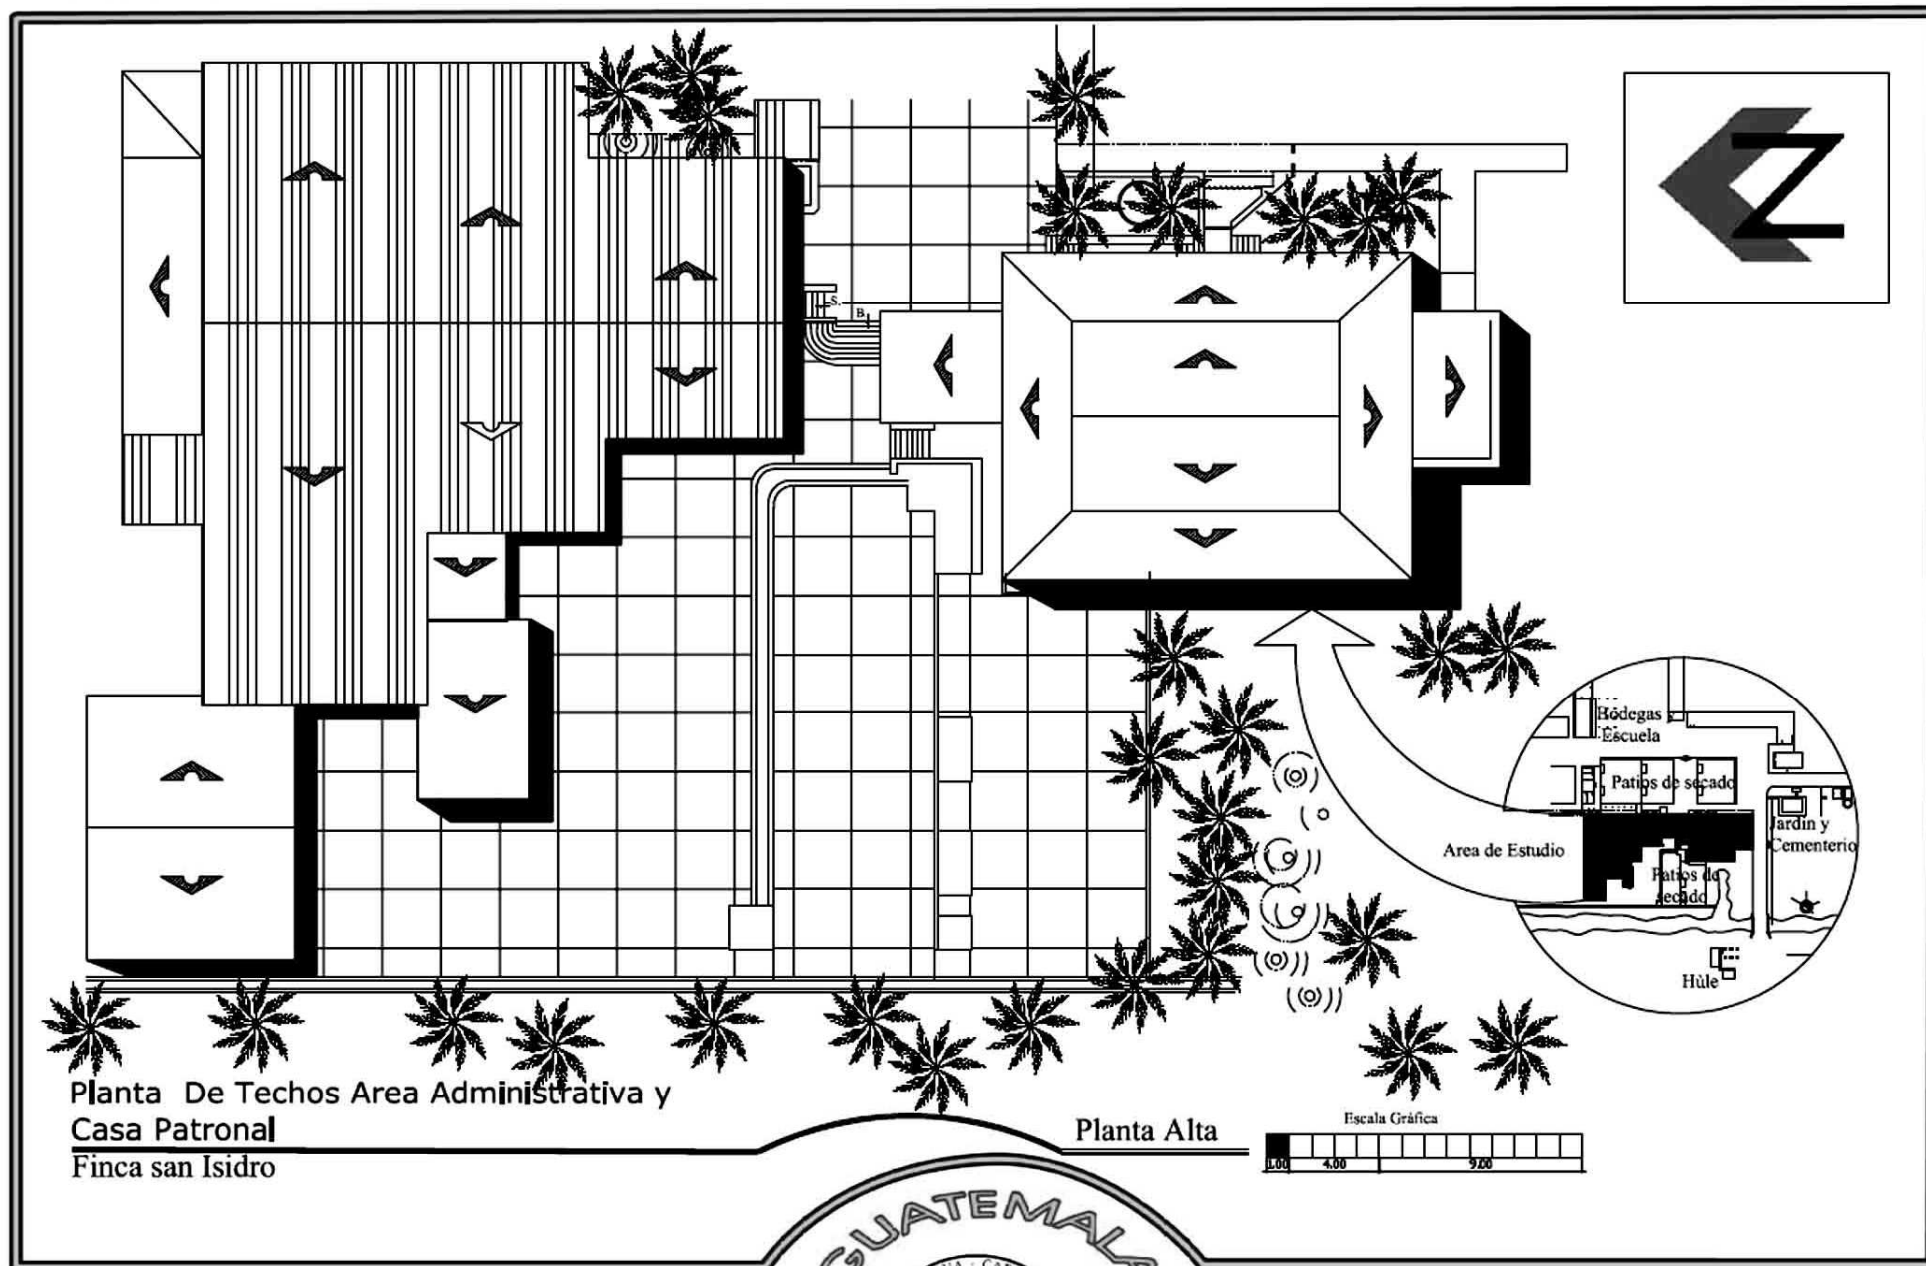 Z
S.
B.
Bodegas y
Escuela
Patios de secado
Jardin y
Cementerio
Area de Estudio
Patios de
secado
Hùle
Planta De Techos Area Administrativa y
Casa Patronal
Finca san Isidro
Planta Alta
Escala Gráfica
1.00 4.00 9.00
GUATEMALA